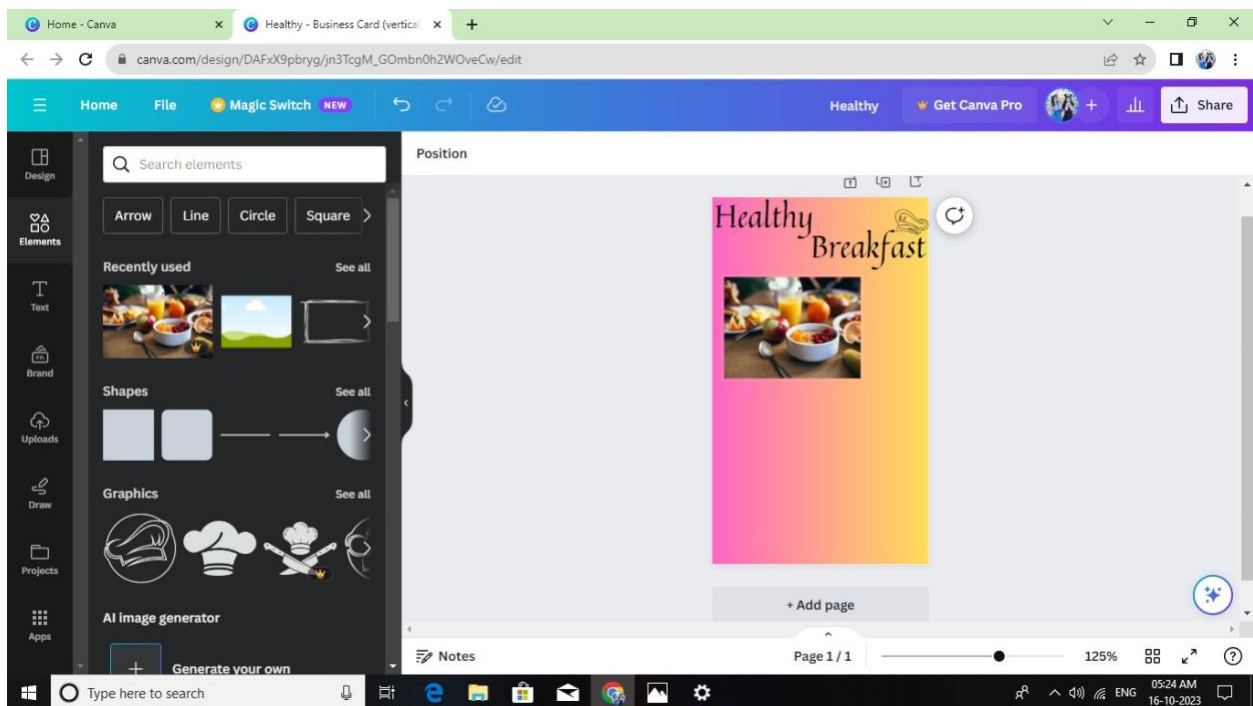 Home - Canva
Healthy - Business Card (vertical
canva.com/design/DAFxX9pbryg/jn3TcgM_GOmbn0h2WOveCw/edit
Home File Magic Switch NEW Healthy Get Canva Pro + Share
Design
Elements
Text
Brand
Uploads
Draw
Projects
Apps
Search elements
Arrow Line Circle Square
Recently used See all
Shapes See all
Graphics See all
AI image generator
+ Generate your own
Position
Healthy
Breakfast
+ Add page
Notes Page 1 / 1 125%
Type here to search
ENG 05:24 AM
16-10-2023